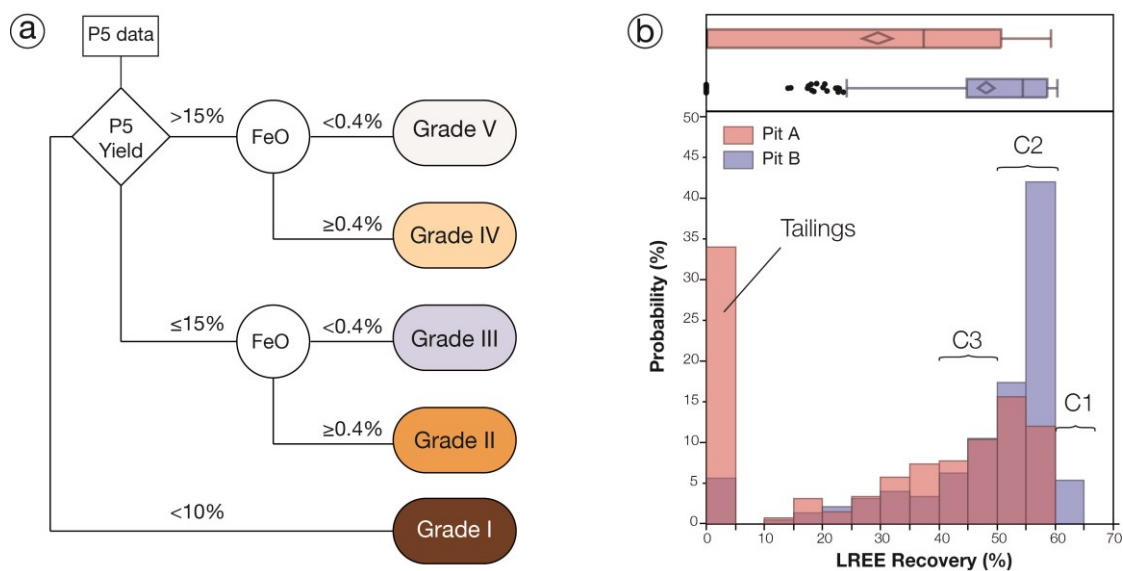 a
P5 data
P5
Yield
>15%
FeO
<0.4%
Grade V
≥0.4%
Grade IV
≤15%
FeO
<0.4%
Grade III
≥0.4%
Grade II
<10%
Grade I
b
Pit A
Pit B
C2
Tailings
C3
C1
Probability (%)
50
45
40
35
30
25
20
15
10
5
0
0 10 20 30 40 50 60 70
LREE Recovery (%)